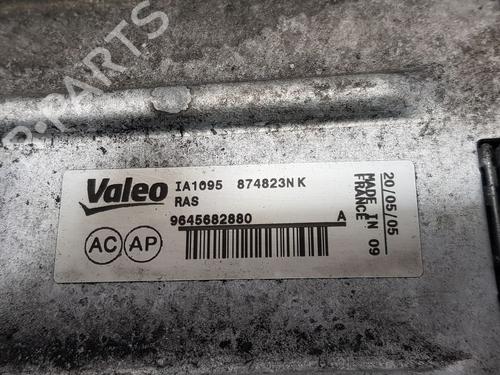 R-PARTS
Valeo
IA1095 874823NK
RAS
9645682880 A
AC AP
20/05/05
MADE IN
FRANCE 09